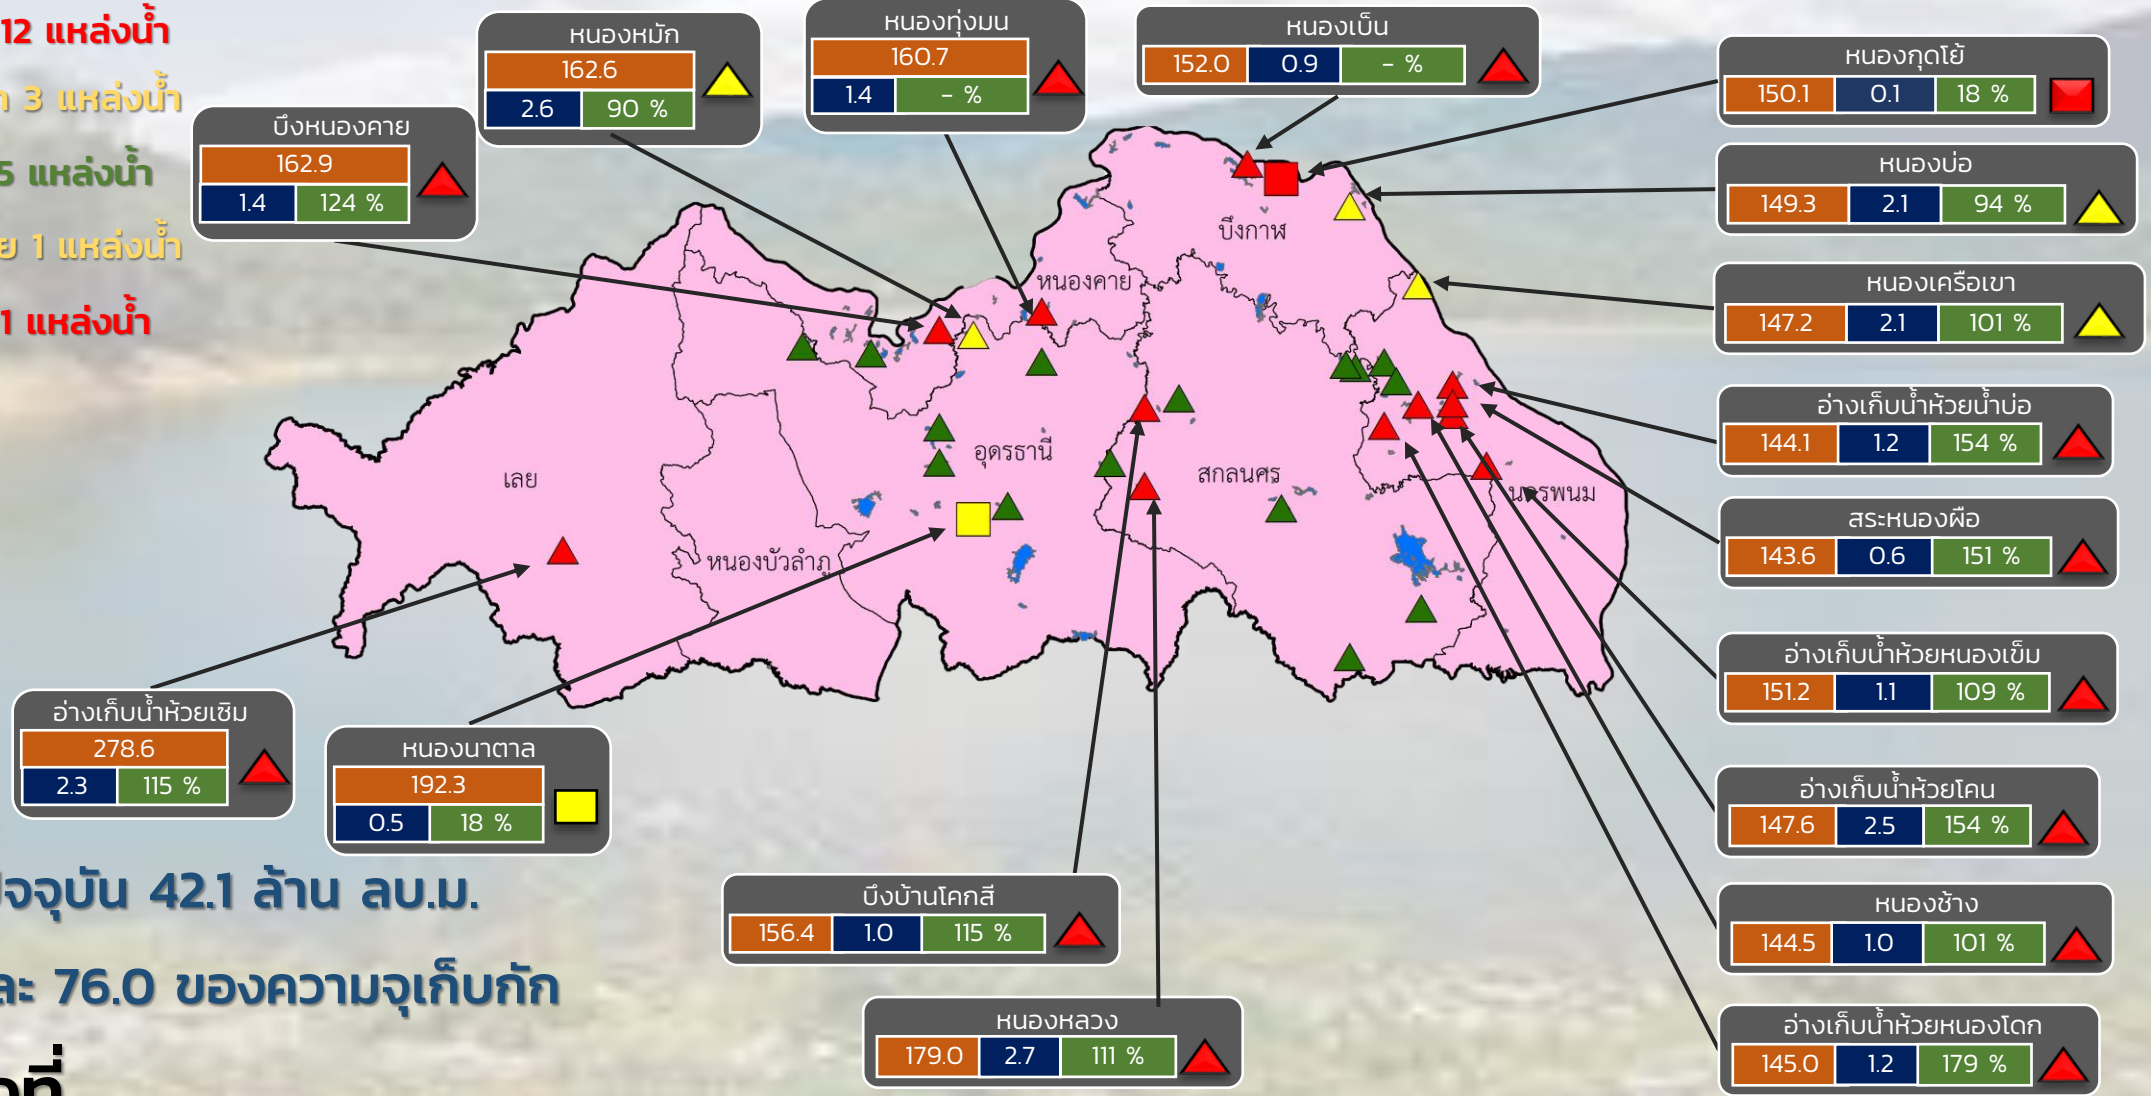 12 แหล่งน้ำ
3 แหล่งน้ำ
5 แหล่งน้ำ
1 แหล่งน้ำ
1 แหล่งน้ำ
บึงหนองคาย
162.9
1.4 124 %
หนองหมัก
162.6
2.6 90 %
หนองทุ่งมน
160.7
1.4 - %
หนองเบ็น
152.0 0.9 - %
หนองกุดโย้
150.1 0.1 18 %
หนองบ่อ
149.3 2.1 94 %
หนองเครือเขา
147.2 2.1 101 %
อ่างเก็บน้ำห้วยน้ำบ่อ
144.1 1.2 154 %
สระหนองผือ
143.6 0.6 151 %
อ่างเก็บน้ำห้วยหนองเข็ม
151.2 1.1 109 %
อ่างเก็บน้ำห้วยโคน
147.6 2.5 154 %
หนองช้าง
144.5 1.0 101 %
อ่างเก็บน้ำห้วยหนองโดก
145.0 1.2 179 %
บึงกาฬ
หนองคาย
อุดรธานี
เลย
สกลนคร
นครพนม
หนองบัวลำภู
อ่างเก็บน้ำห้วยเซิม
278.6
2.3 115 %
หนองนาตาล
192.3
0.5 18 %
บึงบ้านโคกสี
156.4 1.0 115 %
หนองหลวง
179.0 2.7 111 %
จจุบัน 42.1 ล้าน ลบ.ม.
ละ 76.0 ของความจุเก็บกัก